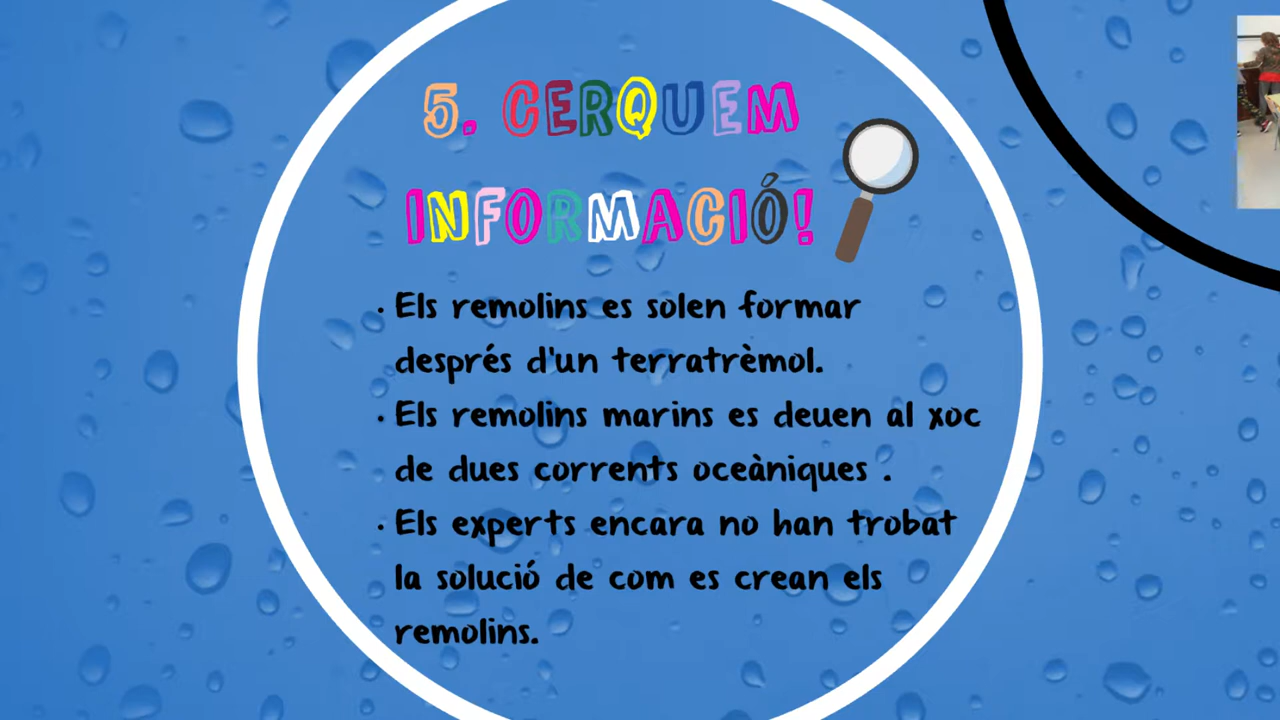 5. CERQUEM
INFORMACIÓ!
• Els remolins es solen formar
després d'un terratrèmol.
• Els remolins marins es deuen al xoc
de dues corrents oceàniques .
• Els experts encara no han trobat
la solució de com es crean els
remolins.